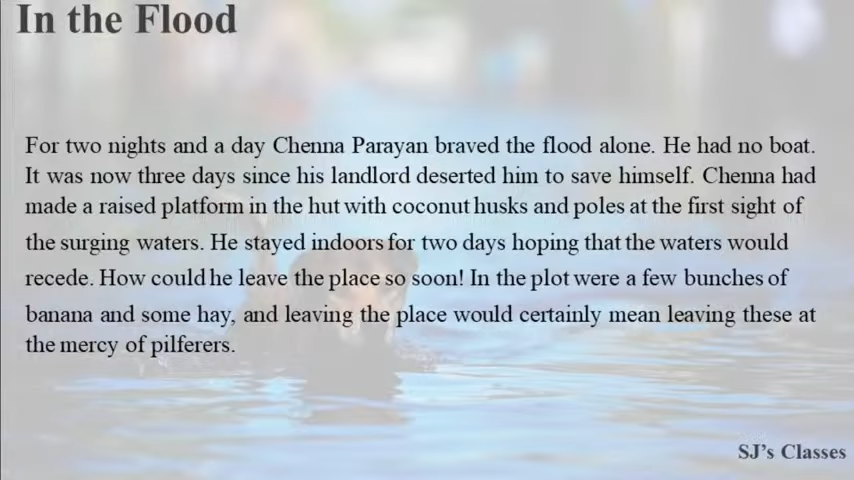 In the Flood
For two nights and a day Chenna Parayan braved the flood alone. He had no boat.
It was now three days since his landlord deserted him to save himself. Chenna had
made a raised platform in the hut with coconut husks and poles at the first sight of
the surging waters. He stayed indoors for two days hoping that the waters would
recede. How could he leave the place so soon! In the plot were a few bunches of
banana and some hay, and leaving the place would certainly mean leaving these at
the mercy of pilferers.
SJ's Classes